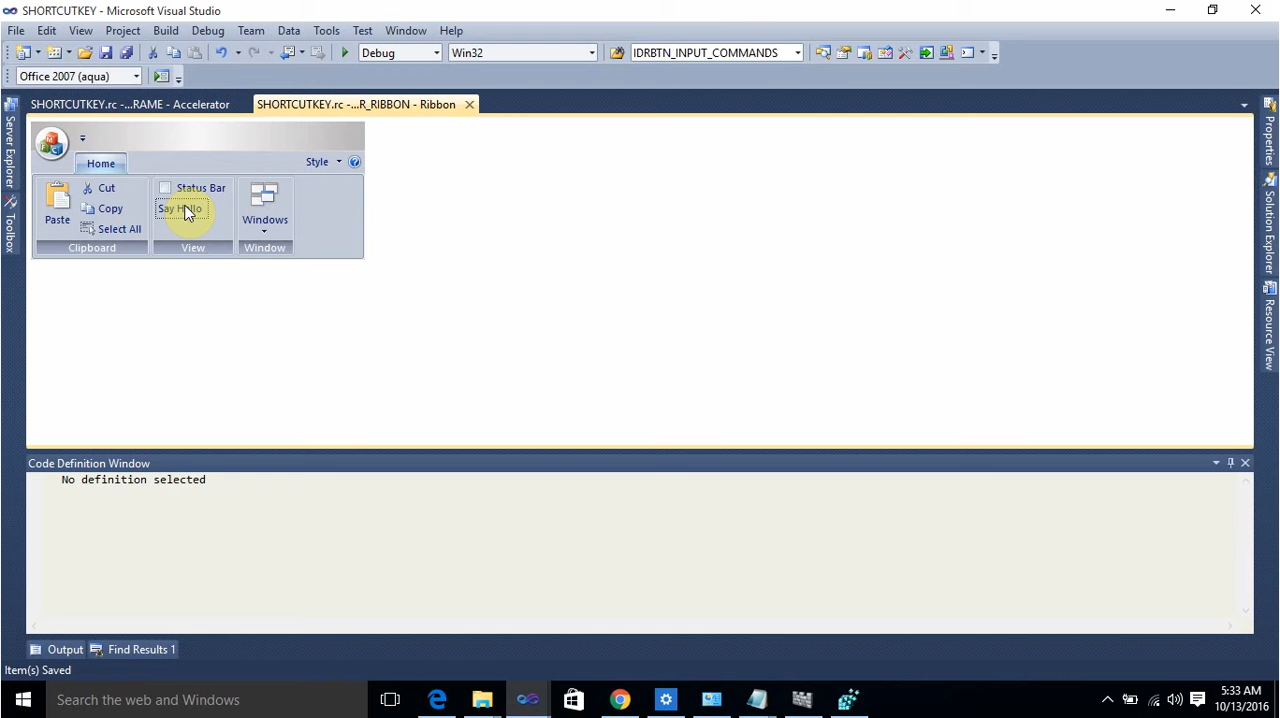 SHORTCUTKEY - Microsoft Visual Studio
File Edit View Project Build Debug Team Data Tools Test Window Help
Debug Win32 IDRBTN_INPUT_COMMANDS
Office 2007 (aqua)
SHORTCUTKEY.rc -...RAME - Accelerator SHORTCUTKEY.rc -...R_RIBBON - Ribbon
Server Explorer
Toolbox
Properties
Solution Explorer
Resource View
Home Style
Paste
Cut
Copy
Select All
Clipboard
Status Bar
Say Hello
View
Windows
Window
Code Definition Window
No definition selected
Output Find Results 1
Item(s) Saved
Search the web and Windows
5:33 AM
10/13/2016